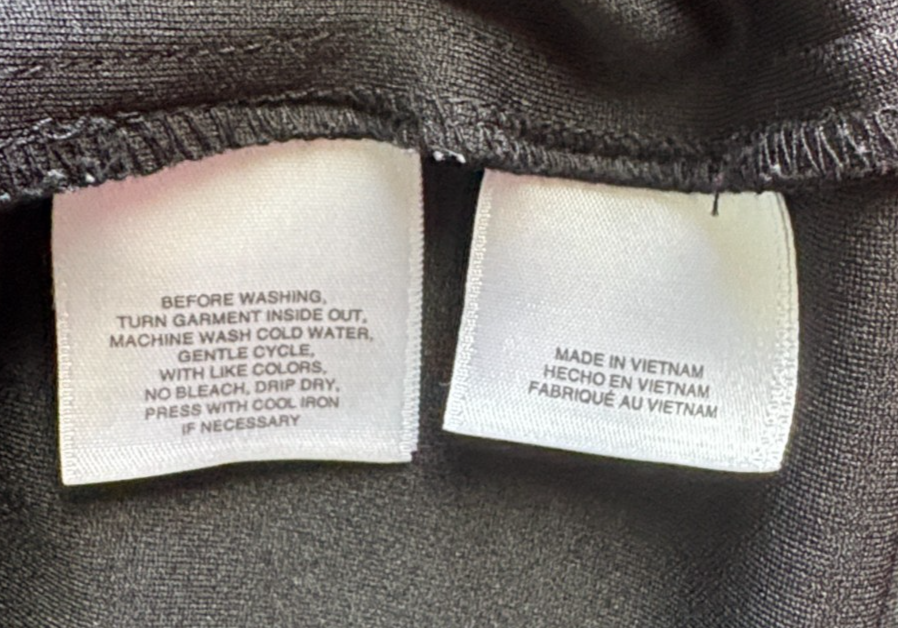 BEFORE WASHING,
TURN GARMENT INSIDE OUT,
MACHINE WASH COLD WATER,
GENTLE CYCLE,
WITH LIKE COLORS,
NO BLEACH, DRIP DRY,
PRESS WITH COOL IRON
IF NECESSARY
MADE IN VIETNAM
HECHO EN VIETNAM
FABRIQUÉ AU VIETNAM